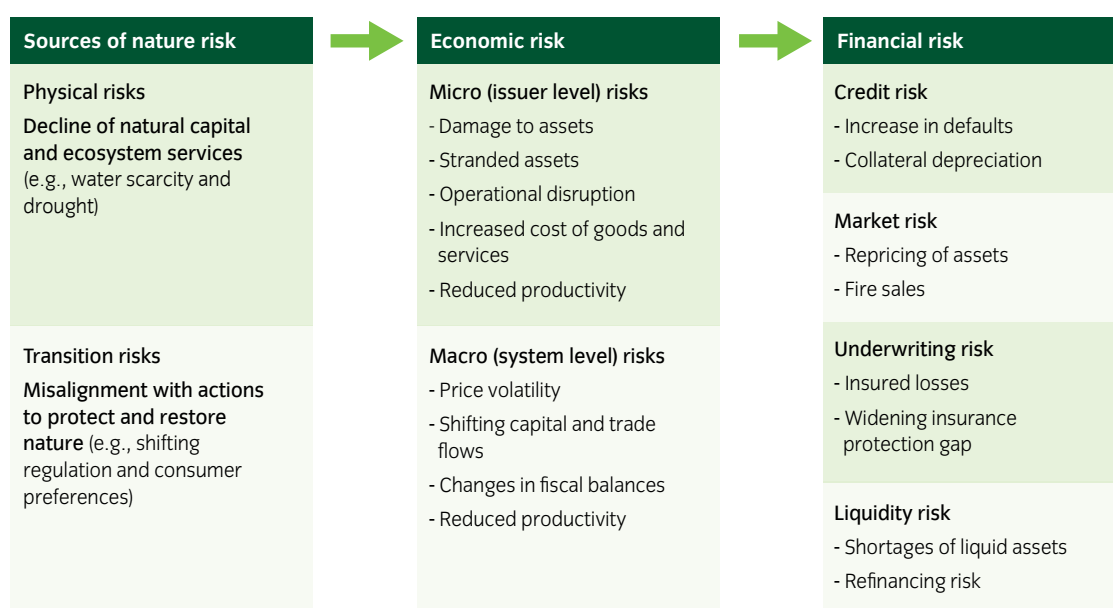 Sources of nature risk
Physical risks
Decline of natural capital
and ecosystem services
(e.g., water scarcity and
drought)
Transition risks
Misalignment with actions
to protect and restore
nature (e.g., shifting
regulation and consumer
preferences)
Economic risk
Micro (issuer level) risks
- Damage to assets
- Stranded assets
- Operational disruption
- Increased cost of goods and
services
- Reduced productivity
Macro (system level) risks
- Price volatility
- Shifting capital and trade
flows
- Changes in fiscal balances
- Reduced productivity
Financial risk
Credit risk
- Increase in defaults
- Collateral depreciation
Market risk
- Repricing of assets
- Fire sales
Underwriting risk
- Insured losses
- Widening insurance
protection gap
Liquidity risk
- Shortages of liquid assets
- Refinancing risk